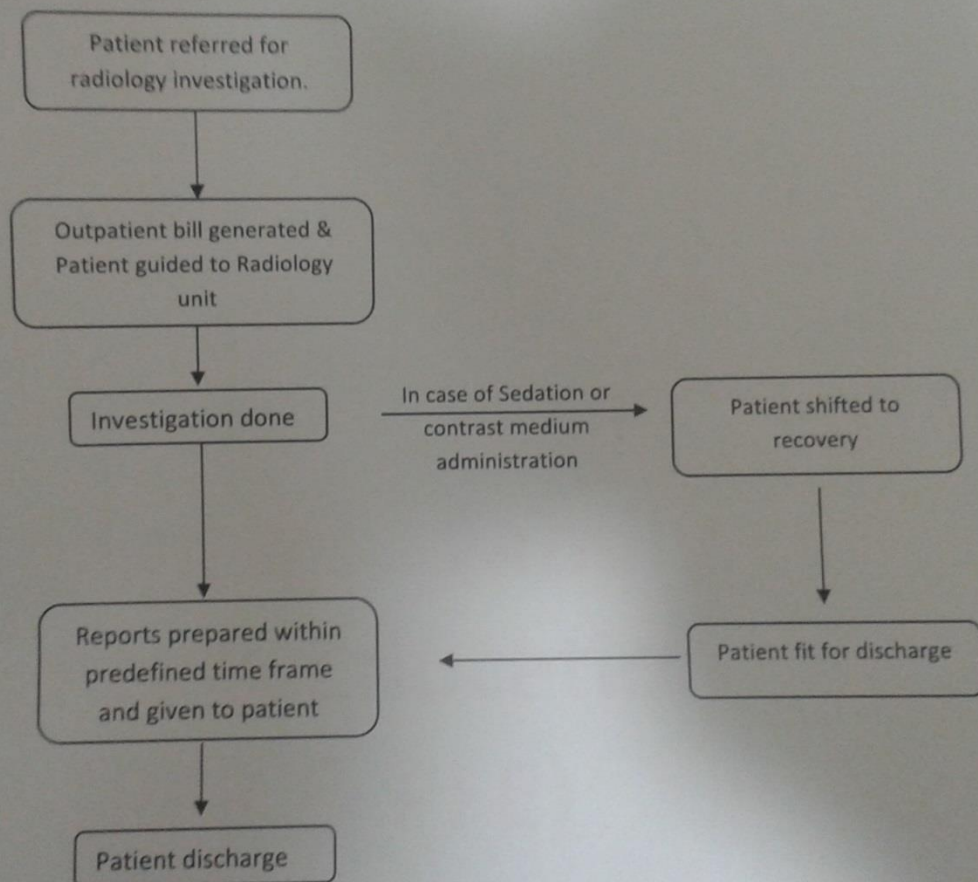 Patient referred for
radiology investigation.
Outpatient bill generated &
Patient guided to Radiology
unit
Investigation done
In case of Sedation or
contrast medium
administration
Patient shifted to
recovery
Patient fit for discharge
Reports prepared within
predefined time frame
and given to patient
Patient discharge